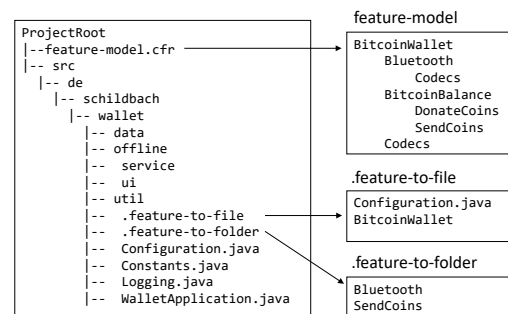 ProjectRoot
|--feature-model.cfr
|-- src
|-- de
|-- schildbach
|-- wallet
|-- data
|-- offline
|-- service
|-- ui
|-- util
|-- .feature-to-file
|-- .feature-to-folder
|-- Configuration.java
|-- Constants.java
|-- Logging.java
|-- WalletApplication.java
feature-model
BitcoinWallet
Bluetooth
Codecs
BitcoinBalance
DonateCoins
SendCoins
Codecs
.feature-to-file
Configuration.java
BitcoinWallet
.feature-to-folder
Bluetooth
SendCoins